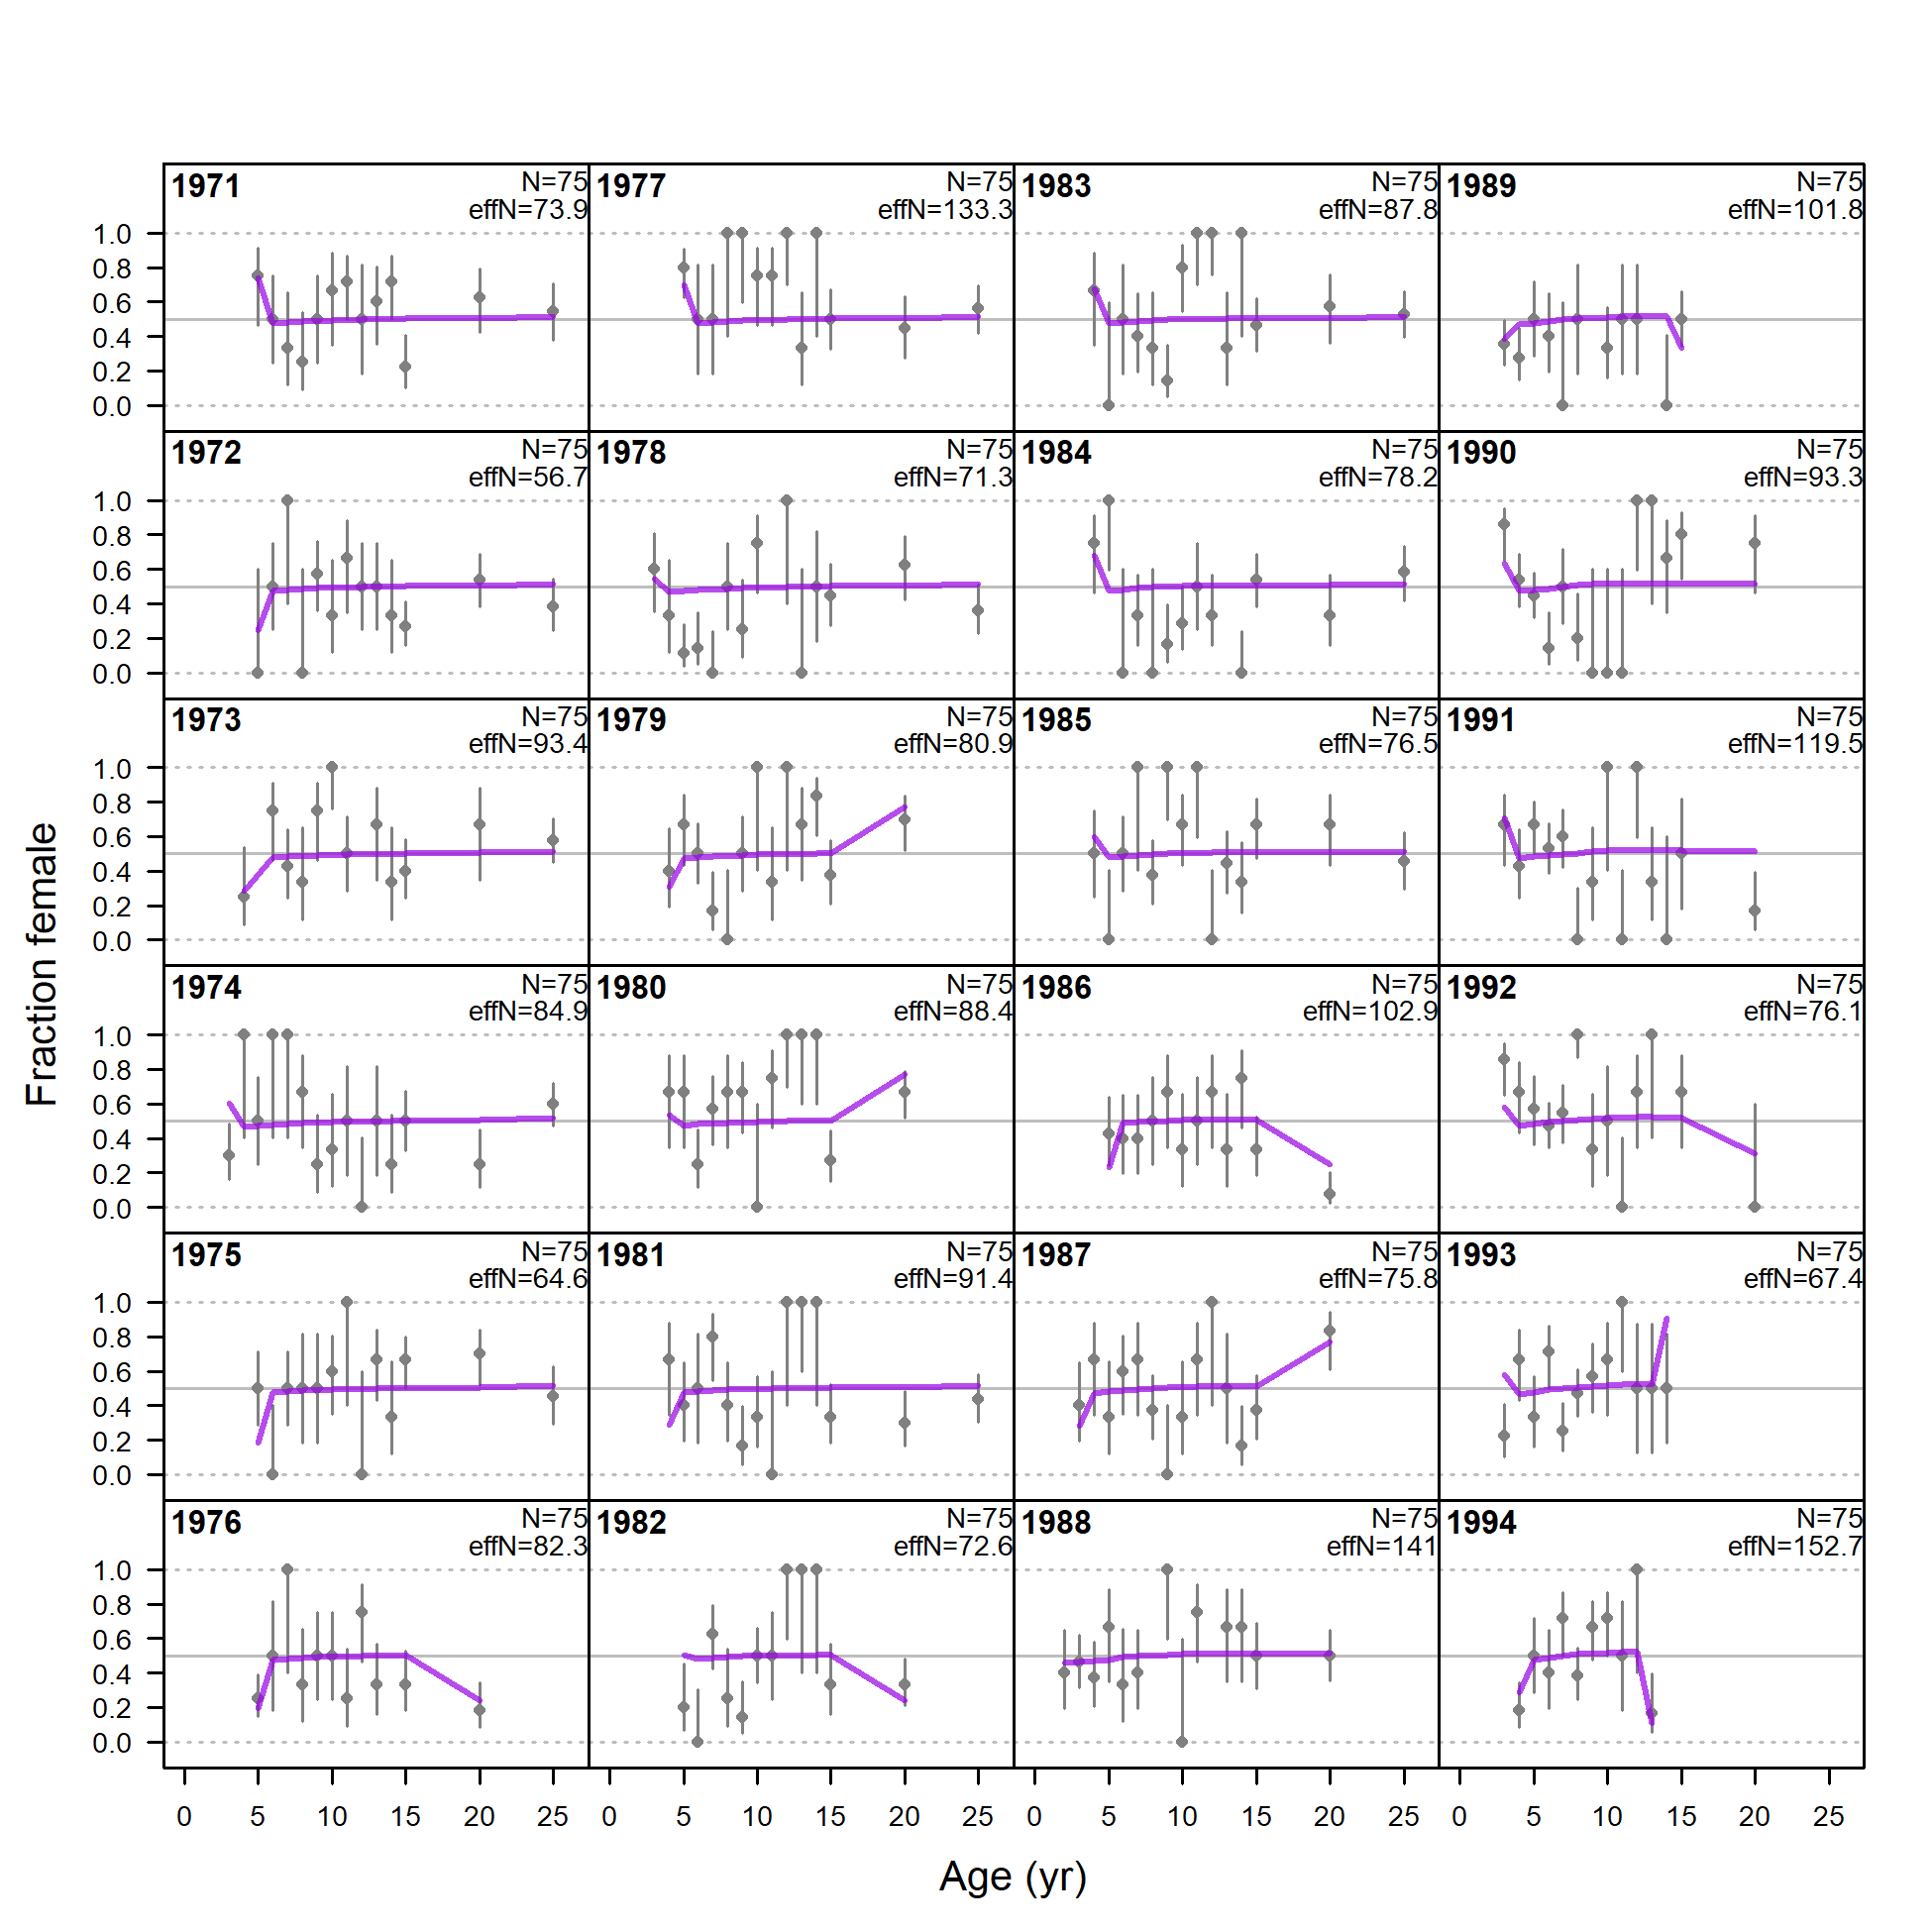 1971 N=75 1977 N=75 1983 N=75 1989 N=75
effN=73.9 effN=133.3 effN=87.8 effN=101.8
1.0
0.8
0.6
0.4
0.2
0.0
1972 N=75 1978 N=75 1984 N=75 1990 N=75
effN=56.7 effN=71.3 effN=78.2 effN=93.3
1.0
0.8
0.6
0.4
0.2
0.0
1973 N=75 1979 N=75 1985 N=75 1991 N=75
effN=93.4 effN=80.9 effN=76.5 effN=119.5
1.0
0.8
0.6
0.4
0.2
0.0
Fraction female
1974 N=75 1980 N=75 1986 N=75 1992 N=75
effN=84.9 effN=88.4 effN=102.9 effN=76.1
1.0
0.8
0.6
0.4
0.2
0.0
1975 N=75 1981 N=75 1987 N=75 1993 N=75
effN=64.6 effN=91.4 effN=75.8 effN=67.4
1.0
0.8
0.6
0.4
0.2
0.0
1976 N=75 1982 N=75 1988 N=75 1994 N=75
effN=82.3 effN=72.6 effN=141 effN=152.7
1.0
0.8
0.6
0.4
0.2
0.0
0 5 10 15 20 25 0 5 10 15 20 25 0 5 10 15 20 25 0 5 10 15 20 25
Age (yr)